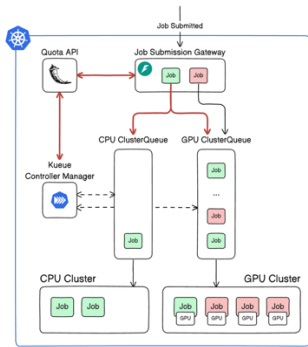 Job Submitted
Quota API
Job Submission Gateway
Job
Job
CPU ClusterQueue
GPU ClusterQueue
Kueue
Controller Manager
Job
...
Job
Job
Job
CPU Cluster
GPU Cluster
Job
Job
Job
Job
Job
Job
GPU
GPU
GPU
GPU